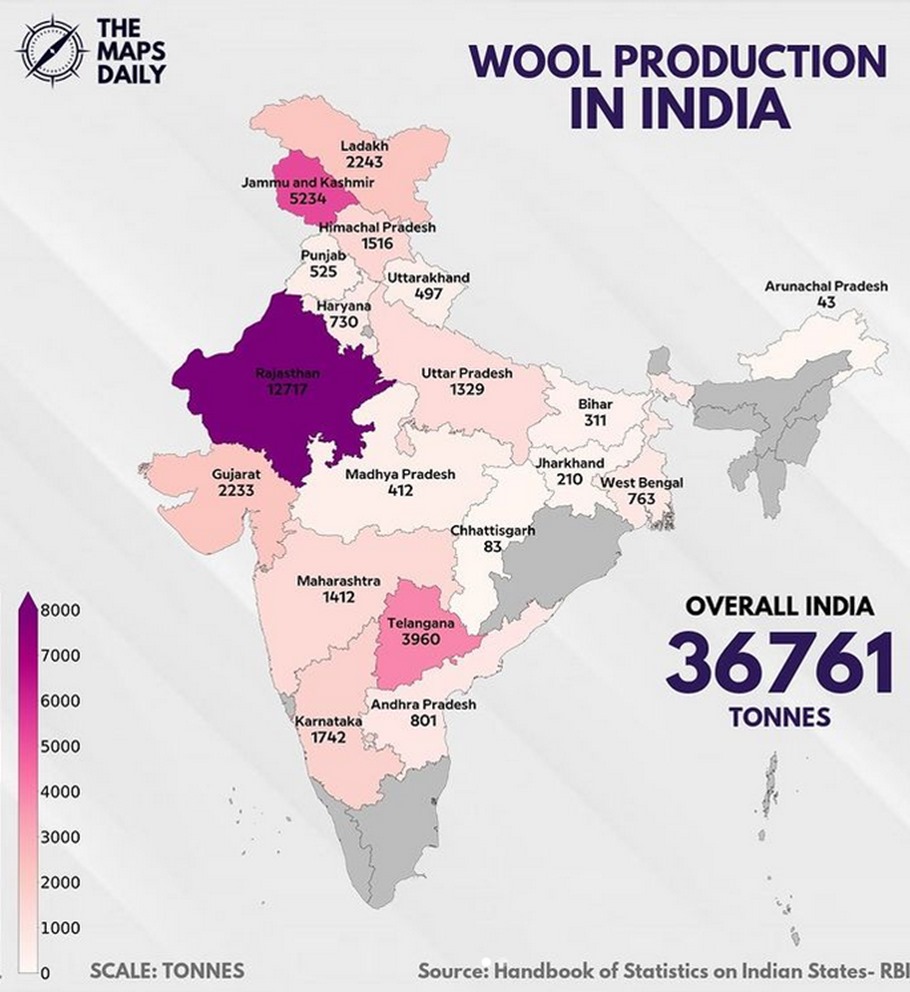 THE
MAPS
DAILY
WOOL PRODUCTION
IN INDIA
Ladakh
2243
Jammu and Kashmir
5234
Himachal Pradesh
1516
Punjab
525
Uttarakhand
497
Haryana
730
Arunachal Pradesh
43
Rajasthan
12717
Uttar Pradesh
1329
Bihar
311
Gujarat
2233
Madhya Pradesh
412
Jharkhand
210
West Bengal
763
Chhattisgarh
83
Maharashtra
1412
Telangana
3960
Andhra Pradesh
801
Karnataka
1742
OVERALL INDIA
36761
TONNES
8000
7000
6000
5000
4000
3000
2000
1000
0
SCALE: TONNES
Source: Handbook of Statistics on Indian States- RBI